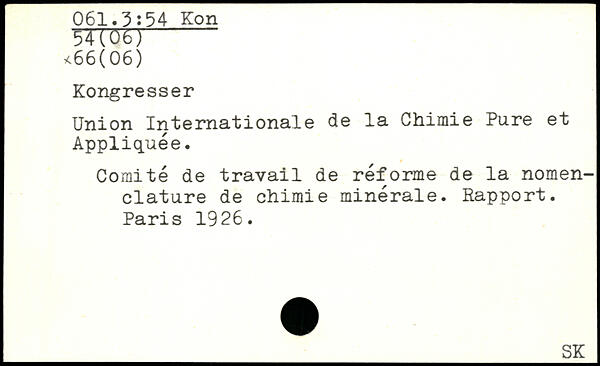 061.3:54 Kon
54(06)
×66(06)
Kongresser
Union Internationale de la Chimie Pure et
Appliquée.
Comité de travail de réforme de la nomen-
clature de chimie minérale. Rapport.
Paris 1926.
SK